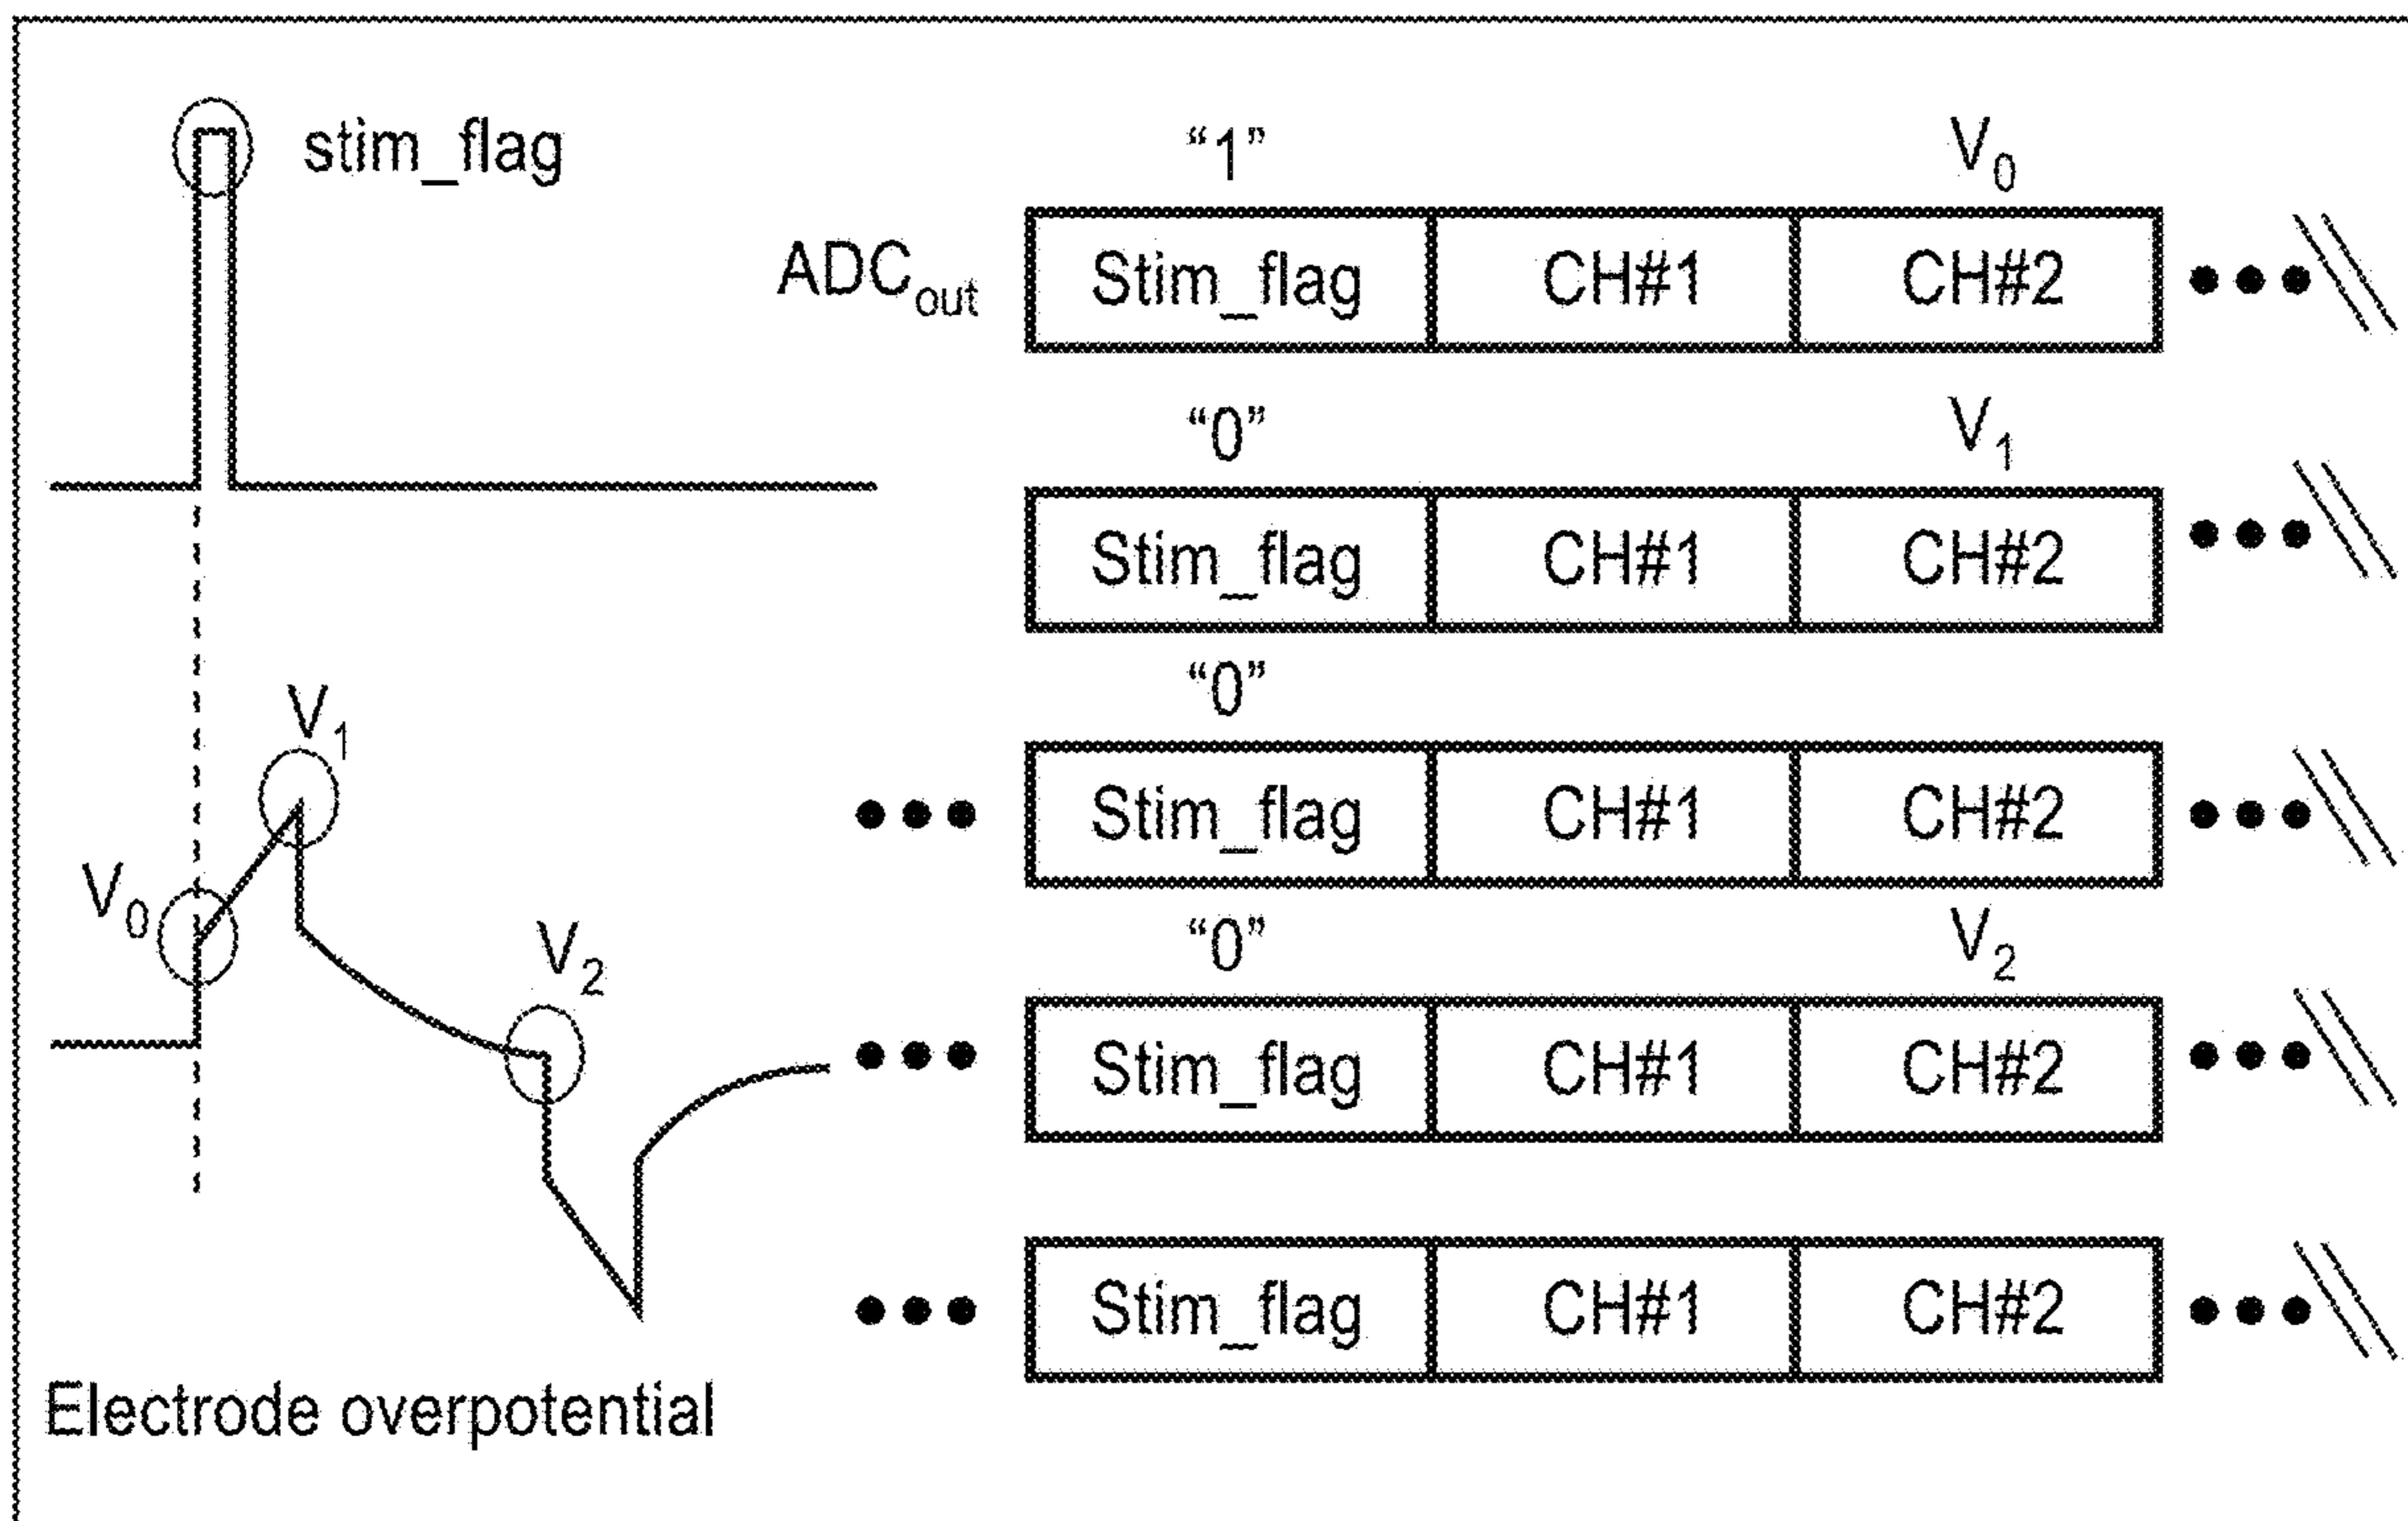 stim_flag
"1" V₀
ADCout Stim_flag CH#1 CH#2
"0" V₁
Stim_flag CH#1 CH#2
"0"
V₁
Stim_flag CH#1 CH#2
V₀
"0" V₂
V₂
Stim_flag CH#1 CH#2
Stim_flag CH#1 CH#2
Electrode overpotential